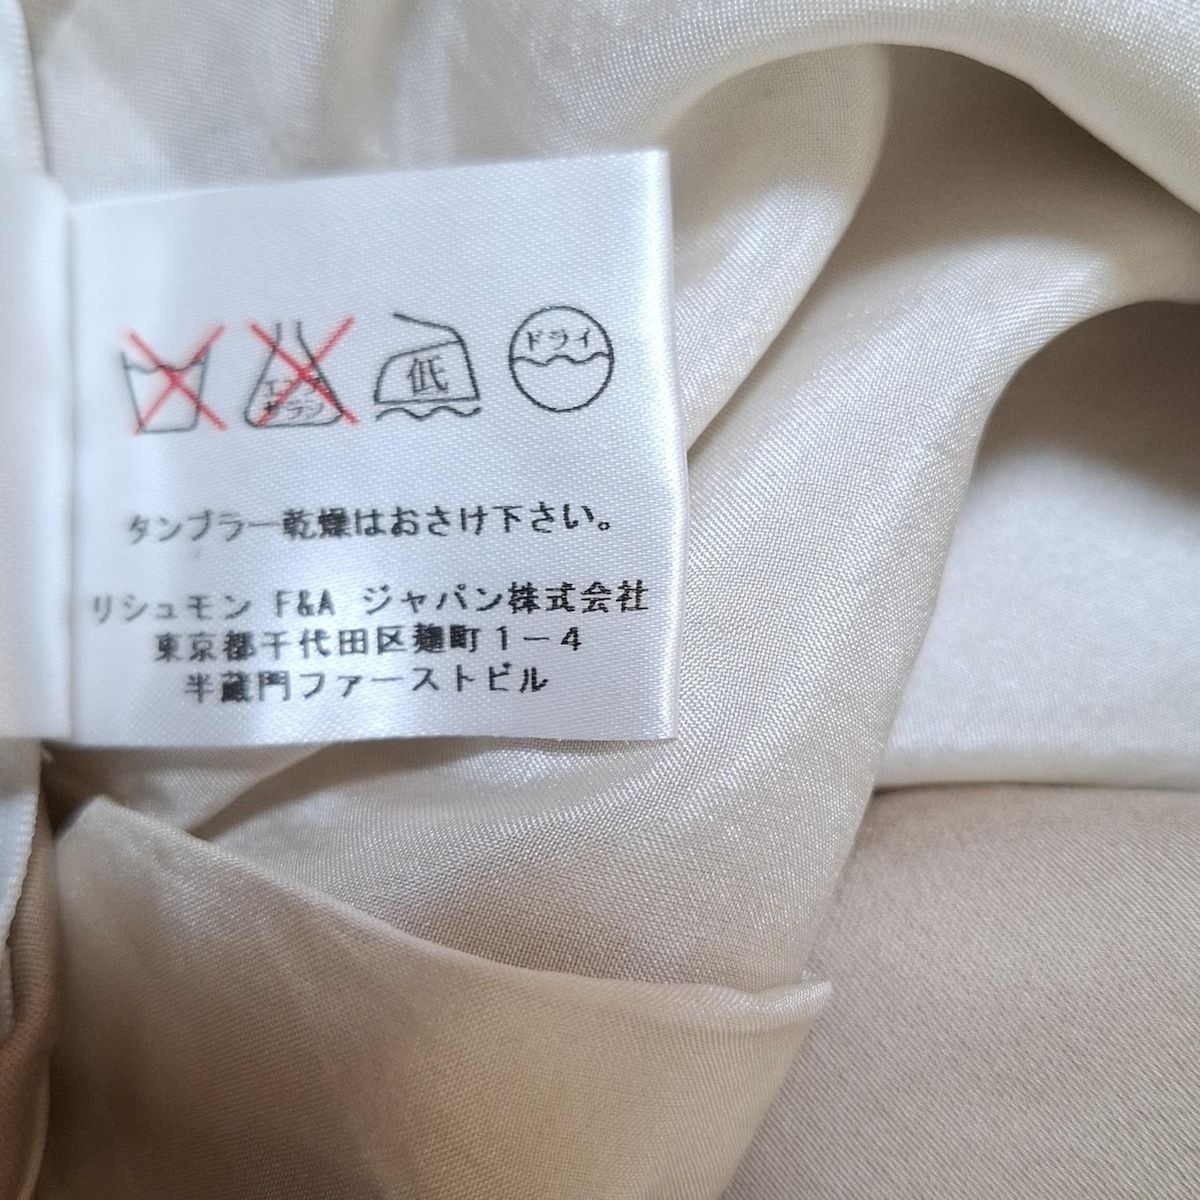 低 ドライ
タンブラー乾燥はおさけ下さい。
リシュモン F&A ジャパン株式会社
東京都千代田区麹町1-4
半蔵門ファーストビル